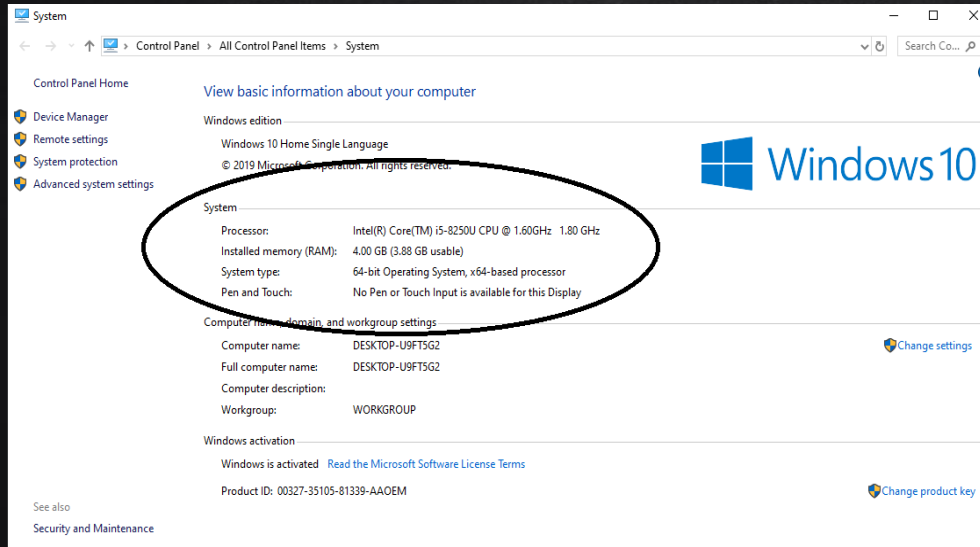 System
Control Panel > All Control Panel Items > System
Search Co...
Control Panel Home
Device Manager
Remote settings
System protection
Advanced system settings
View basic information about your computer
Windows edition
Windows 10 Home Single Language
© 2019 Microsoft Corporation. All rights reserved.
Windows 10
System
Processor: Intel(R) Core(TM) i5-8250U CPU @ 1.60GHz 1.80 GHz
Installed memory (RAM): 4.00 GB (3.88 GB usable)
System type: 64-bit Operating System, x64-based processor
Pen and Touch: No Pen or Touch Input is available for this Display
Computer name, domain, and workgroup settings
Computer name: DESKTOP-U9FT5G2
Change settings
Full computer name: DESKTOP-U9FT5G2
Computer description:
Workgroup: WORKGROUP
Windows activation
Windows is activated Read the Microsoft Software License Terms
Product ID: 00327-35105-81339-AAOEM
Change product key
See also
Security and Maintenance